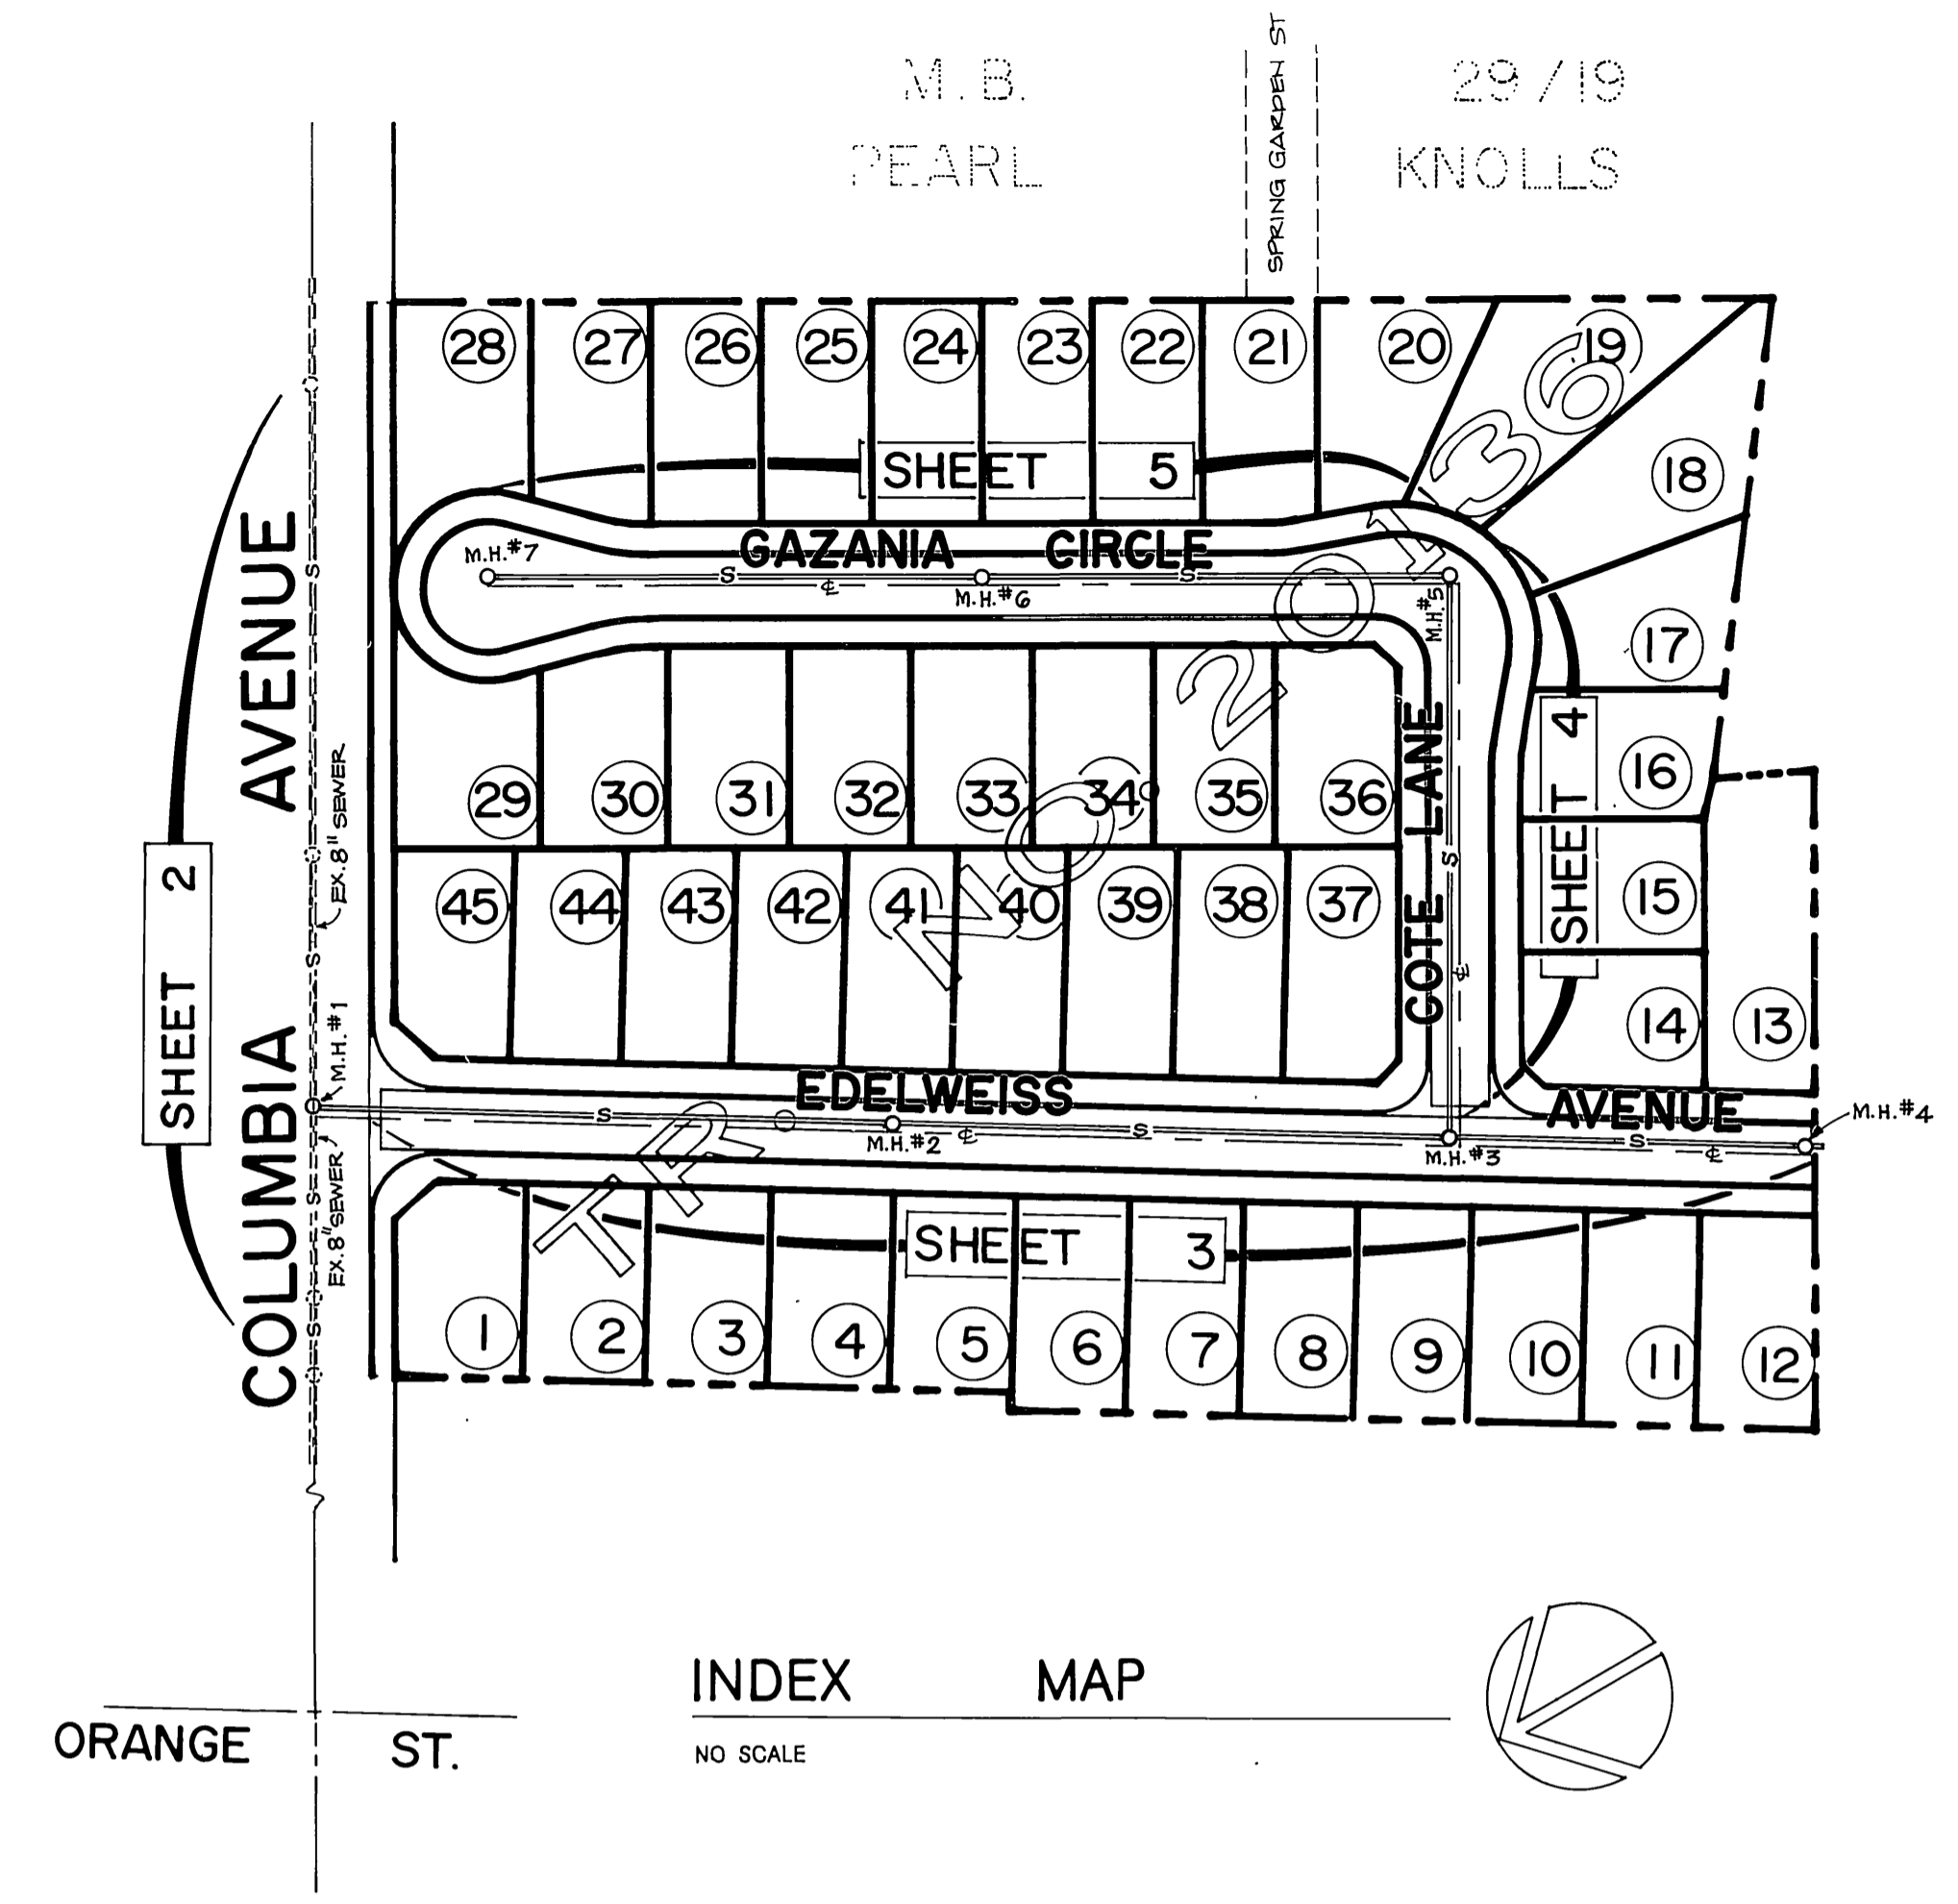 M.B. 29/19
PEARL KNOLLS
SPRING GARDEN ST
28 27 26 25 24 23 22 21 20 19
18
SHEET 5
GAZANIA CIRCLE
M.H.#7
S ℄ S
M.H.#6
M.H.#5
17
16
29 30 31 32 33 34 35 36
COTE LANE
S
℄
SHEET 4
45 44 43 42 41 40 39 38 37
15
14 13
TR NO 20136
COLUMBIA AVENUE
S
EX.8" SEWER
S
M.H.#1
S
EX.8" SEWER
S
SHEET 2
EDELWEISS AVENUE
S ℄ S S ℄
M.H.#2
M.H.#3
M.H.#4
SHEET 3
1 2 3 4 5 6 7 8 9 10 11 12
INDEX MAP
NO SCALE
ORANGE ST.